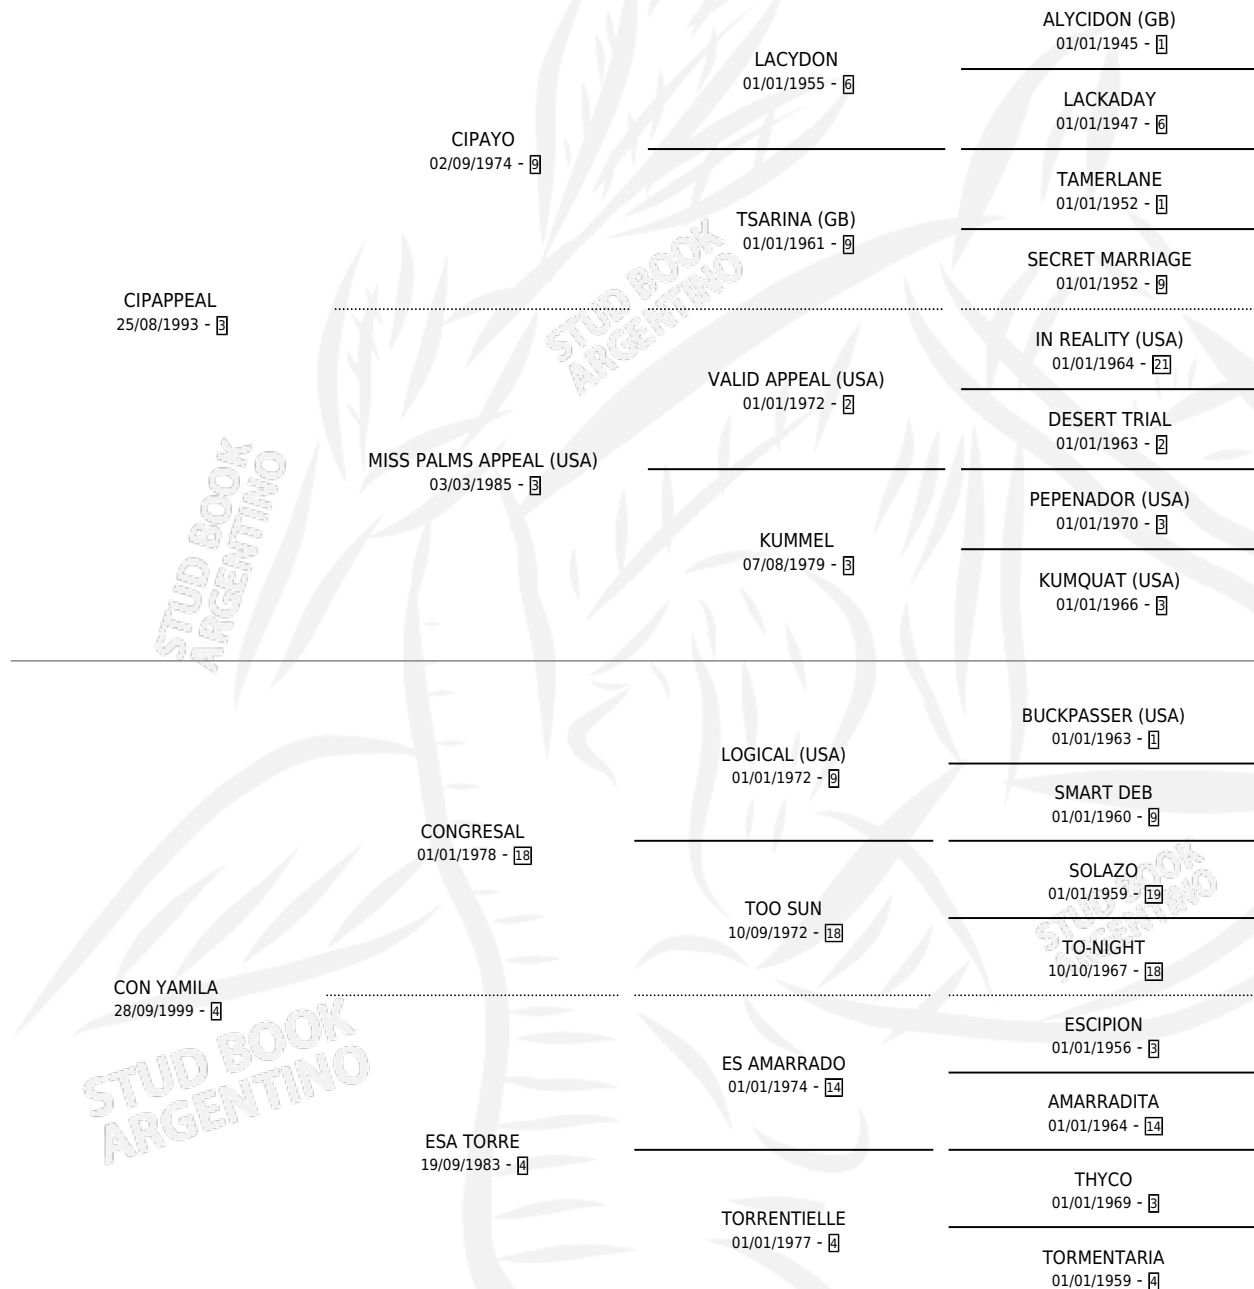 ALYCIDON (GB)
01/01/1945 - 1
LACYDON
01/01/1955 - 6
LACKADAY
01/01/1947 - 6
CIPAYO
02/09/1974 - 9
TAMERLANE
01/01/1952 - 1
TSARINA (GB)
01/01/1961 - 9
SECRET MARRIAGE
01/01/1952 - 9
CIPAPPEAL
25/08/1993 - 3
IN REALITY (USA)
01/01/1964 - 21
VALID APPEAL (USA)
01/01/1972 - 2
DESERT TRIAL
01/01/1963 - 2
MISS PALMS APPEAL (USA)
03/03/1985 - 3
PEPENADOR (USA)
01/01/1970 - 3
KUMMEL
07/08/1979 - 3
KUMQUAT (USA)
01/01/1966 - 3
BUCKPASSER (USA)
01/01/1963 - 1
LOGICAL (USA)
01/01/1972 - 9
SMART DEB
01/01/1960 - 9
CONGRESAL
01/01/1978 - 18
SOLAZO
01/01/1959 - 19
TOO SUN
10/09/1972 - 18
TO-NIGHT
10/10/1967 - 18
CON YAMILA
28/09/1999 - 4
ESCIPION
01/01/1956 - 3
ES AMARRADO
01/01/1974 - 14
AMARRADITA
01/01/1964 - 14
ESA TORRE
19/09/1983 - 4
THYCO
01/01/1969 - 3
TORRENTIELLE
01/01/1977 - 4
TORMENTARIA
01/01/1959 - 4
STUD BOOK
ARGENTINO
STUD BOOK
ARGENTINO
STUD BOOK
ARGENTINO
STUD BOOK
ARGENTINO